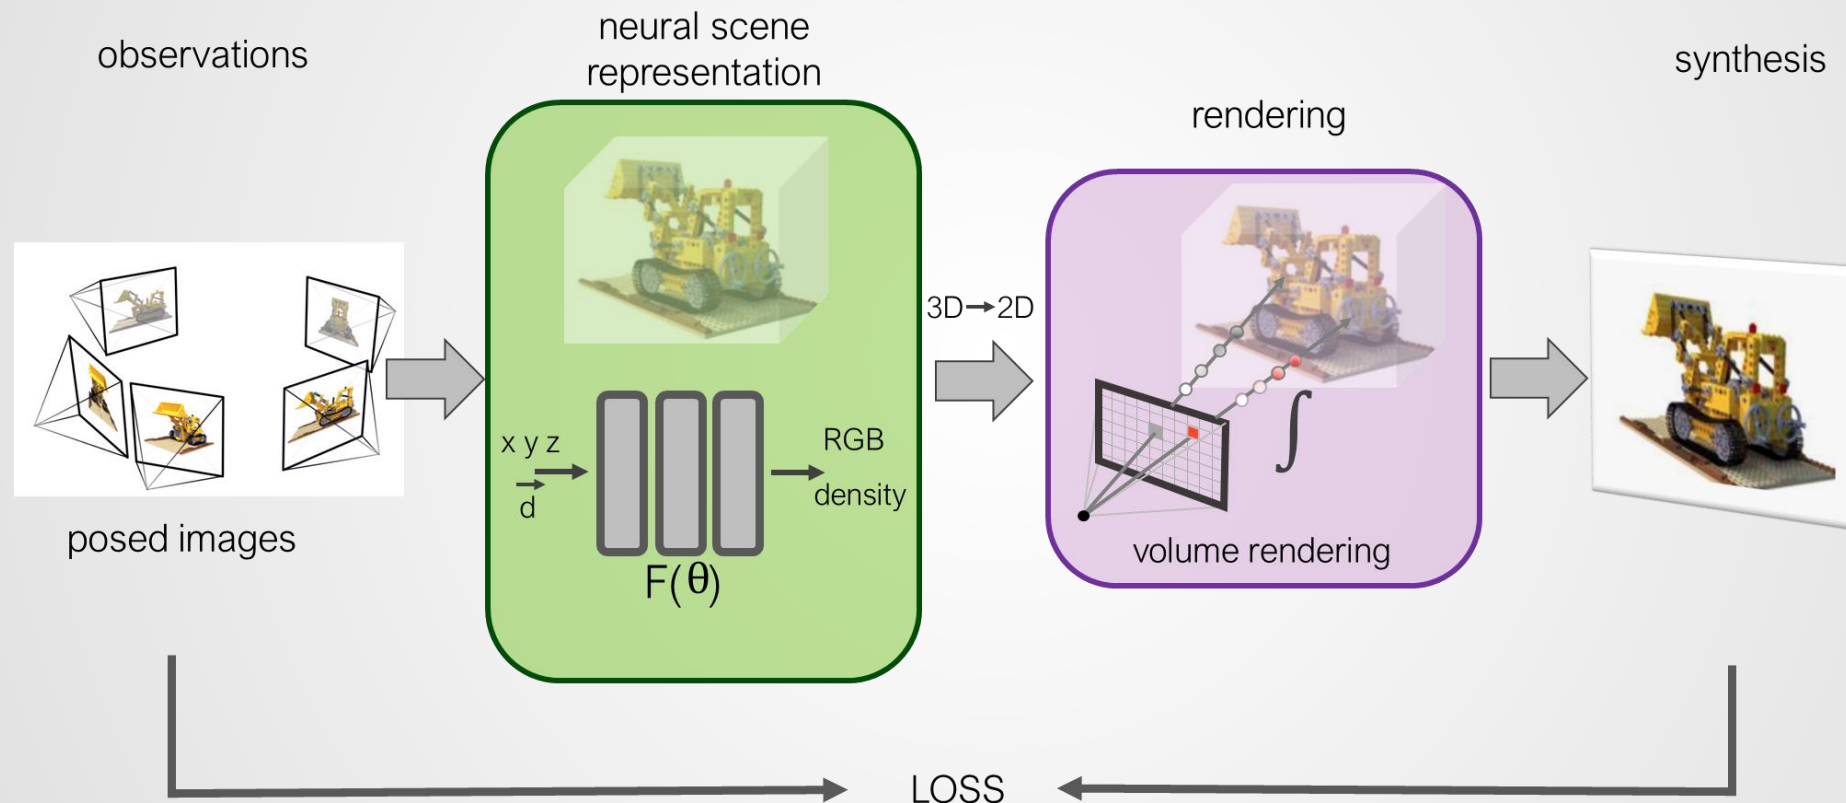 observations
neural scene
representation
rendering
synthesis
3D→2D
x y z
d
RGB
density
F(θ)
∫
posed images
volume rendering
LOSS